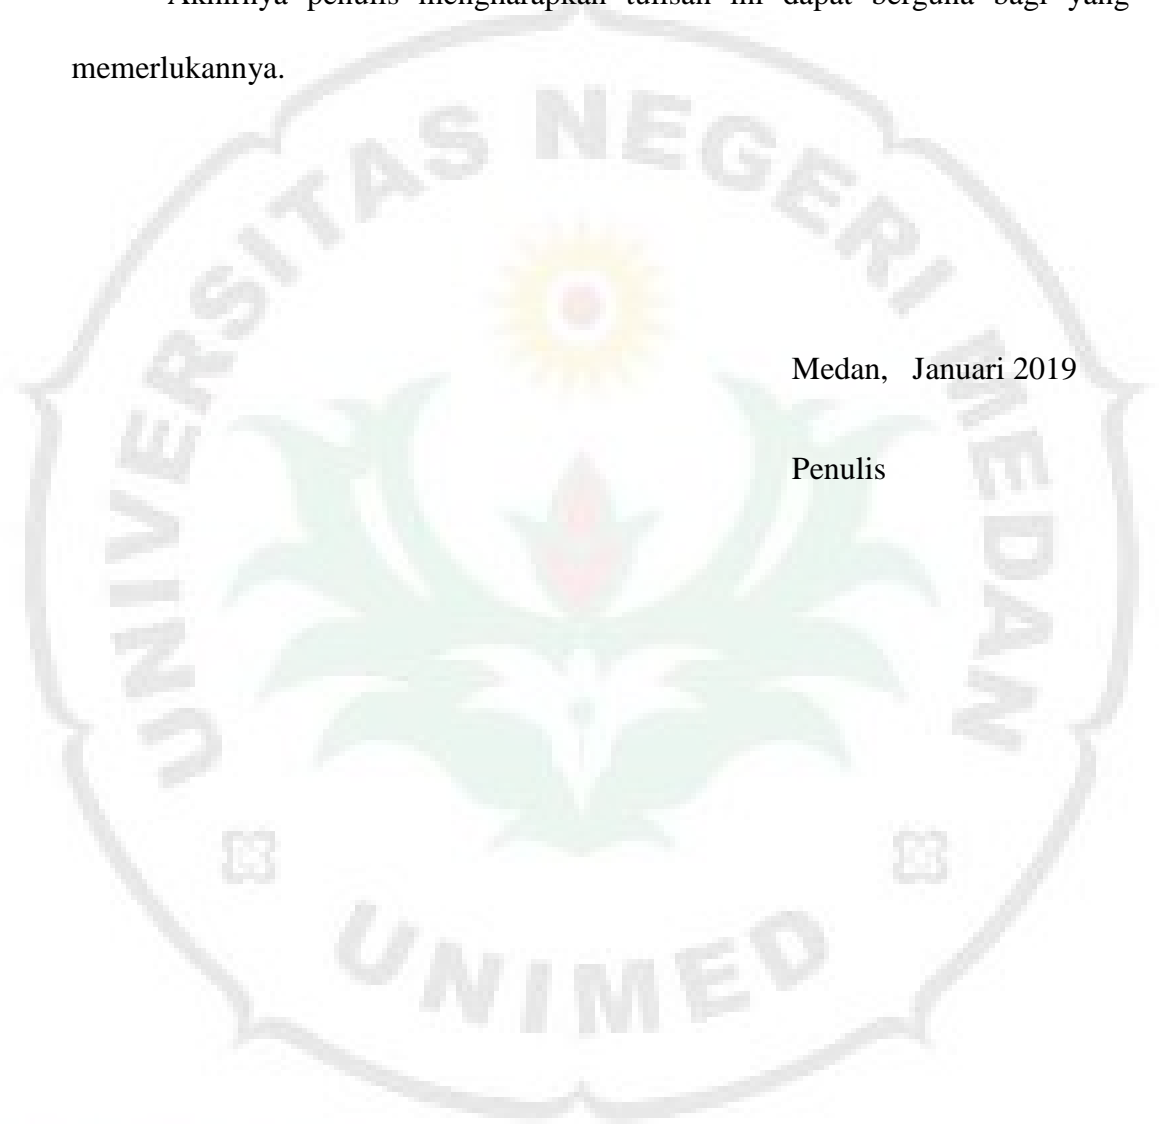 Akhirnya penulis mengharapkan tulisan ini dapat berguna bagi yang
memerlukannya.
UNIVERSITAS NEGERI MEDAN
Medan, Januari 2019
Penulis
UNIMED